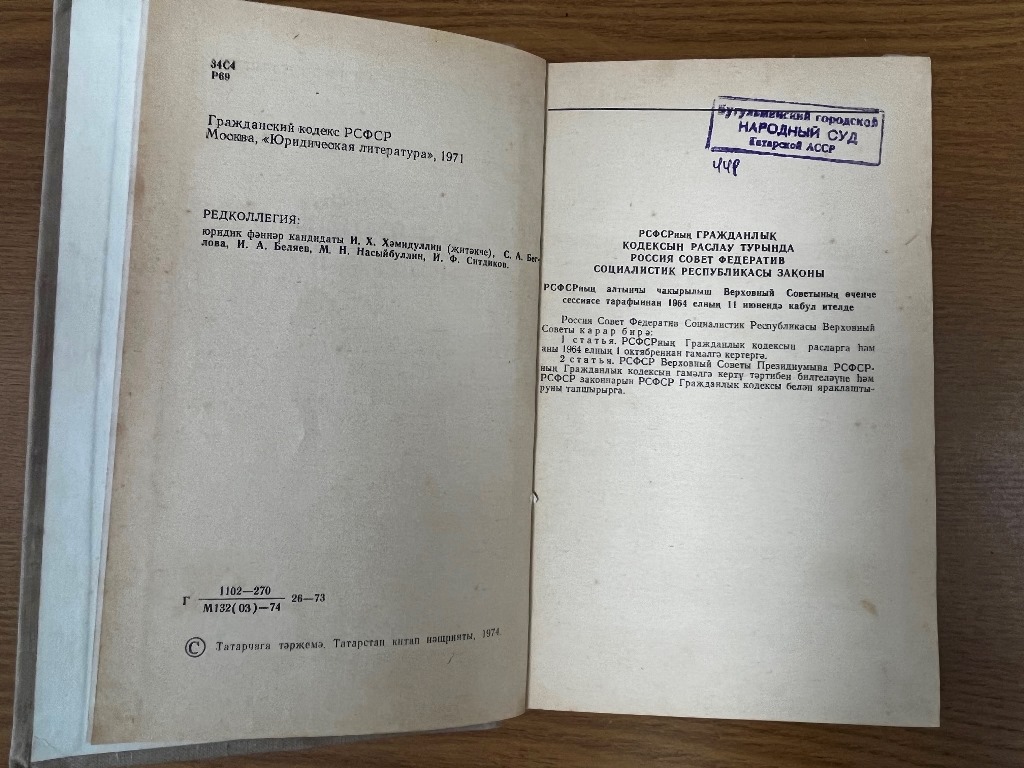 34С4
Р69
Гражданский кодекс РСФСР
Москва, «Юридическая литература», 1971
РЕДКОЛЛЕГИЯ:
юридик фәннәр кандидаты И. Х. Хәмидуллин (җитәкче), С. А. Бег-
лова, И. А. Беляев, М. Н. Насыйбуллин, И. Ф. Ситдиков.
Г 1102—270 26—73
М132(03)—74
© Татарчага тәрҗемә. Татарстан китап нәшрияты, 1974.
Бугульминский городской
НАРОДНЫЙ СУД
Татарской АССР
РСФСРның ГРАЖДАНЛЫК
КОДЕКСЫН РАСЛАУ ТУРЫНДА
РОССИЯ СОВЕТ ФЕДЕРАТИВ
СОЦИАЛИСТИК РЕСПУБЛИКАСЫ ЗАКОНЫ
РСФСРның алтынчы чакырылыш Верховный Советының өченче
сессиясе тарафыннан 1964 елның 11 июнендә кабул ителде
Россия Совет Федератив Социалистик Республикасы Верховный
Советы карар бирә:
1 статья. РСФСРның Гражданлык кодексын расларга һәм
аны 1964 елның 1 октябреннән гамәлгә кертергә.
2 статья. РСФСР Верховный Советы Президиумына РСФСР-
ның Гражданлык кодексын гамәлгә кертү тәртибен билгеләүне һәм
РСФСР законнарын РСФСР Гражданлык кодексы белән яраклашты-
руны тапшырырга.